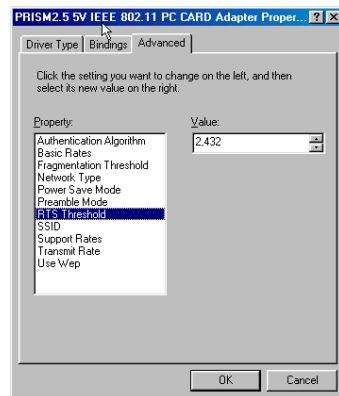 PRISM2.5 5V IEEE 802.11 PC CARD Adapter Proper...
Driver Type Bindings Advanced
Click the setting you want to change on the left, and then
select its new value on the right.
Property:
Value:
Authentication Algorithm
Basic Rates
Fragmentation Threshold
Network Type
Power Save Mode
Preamble Mode
RTS Threshold
SSID
Support Rates
Transmit Rate
Use Wep
2,432
OK Cancel